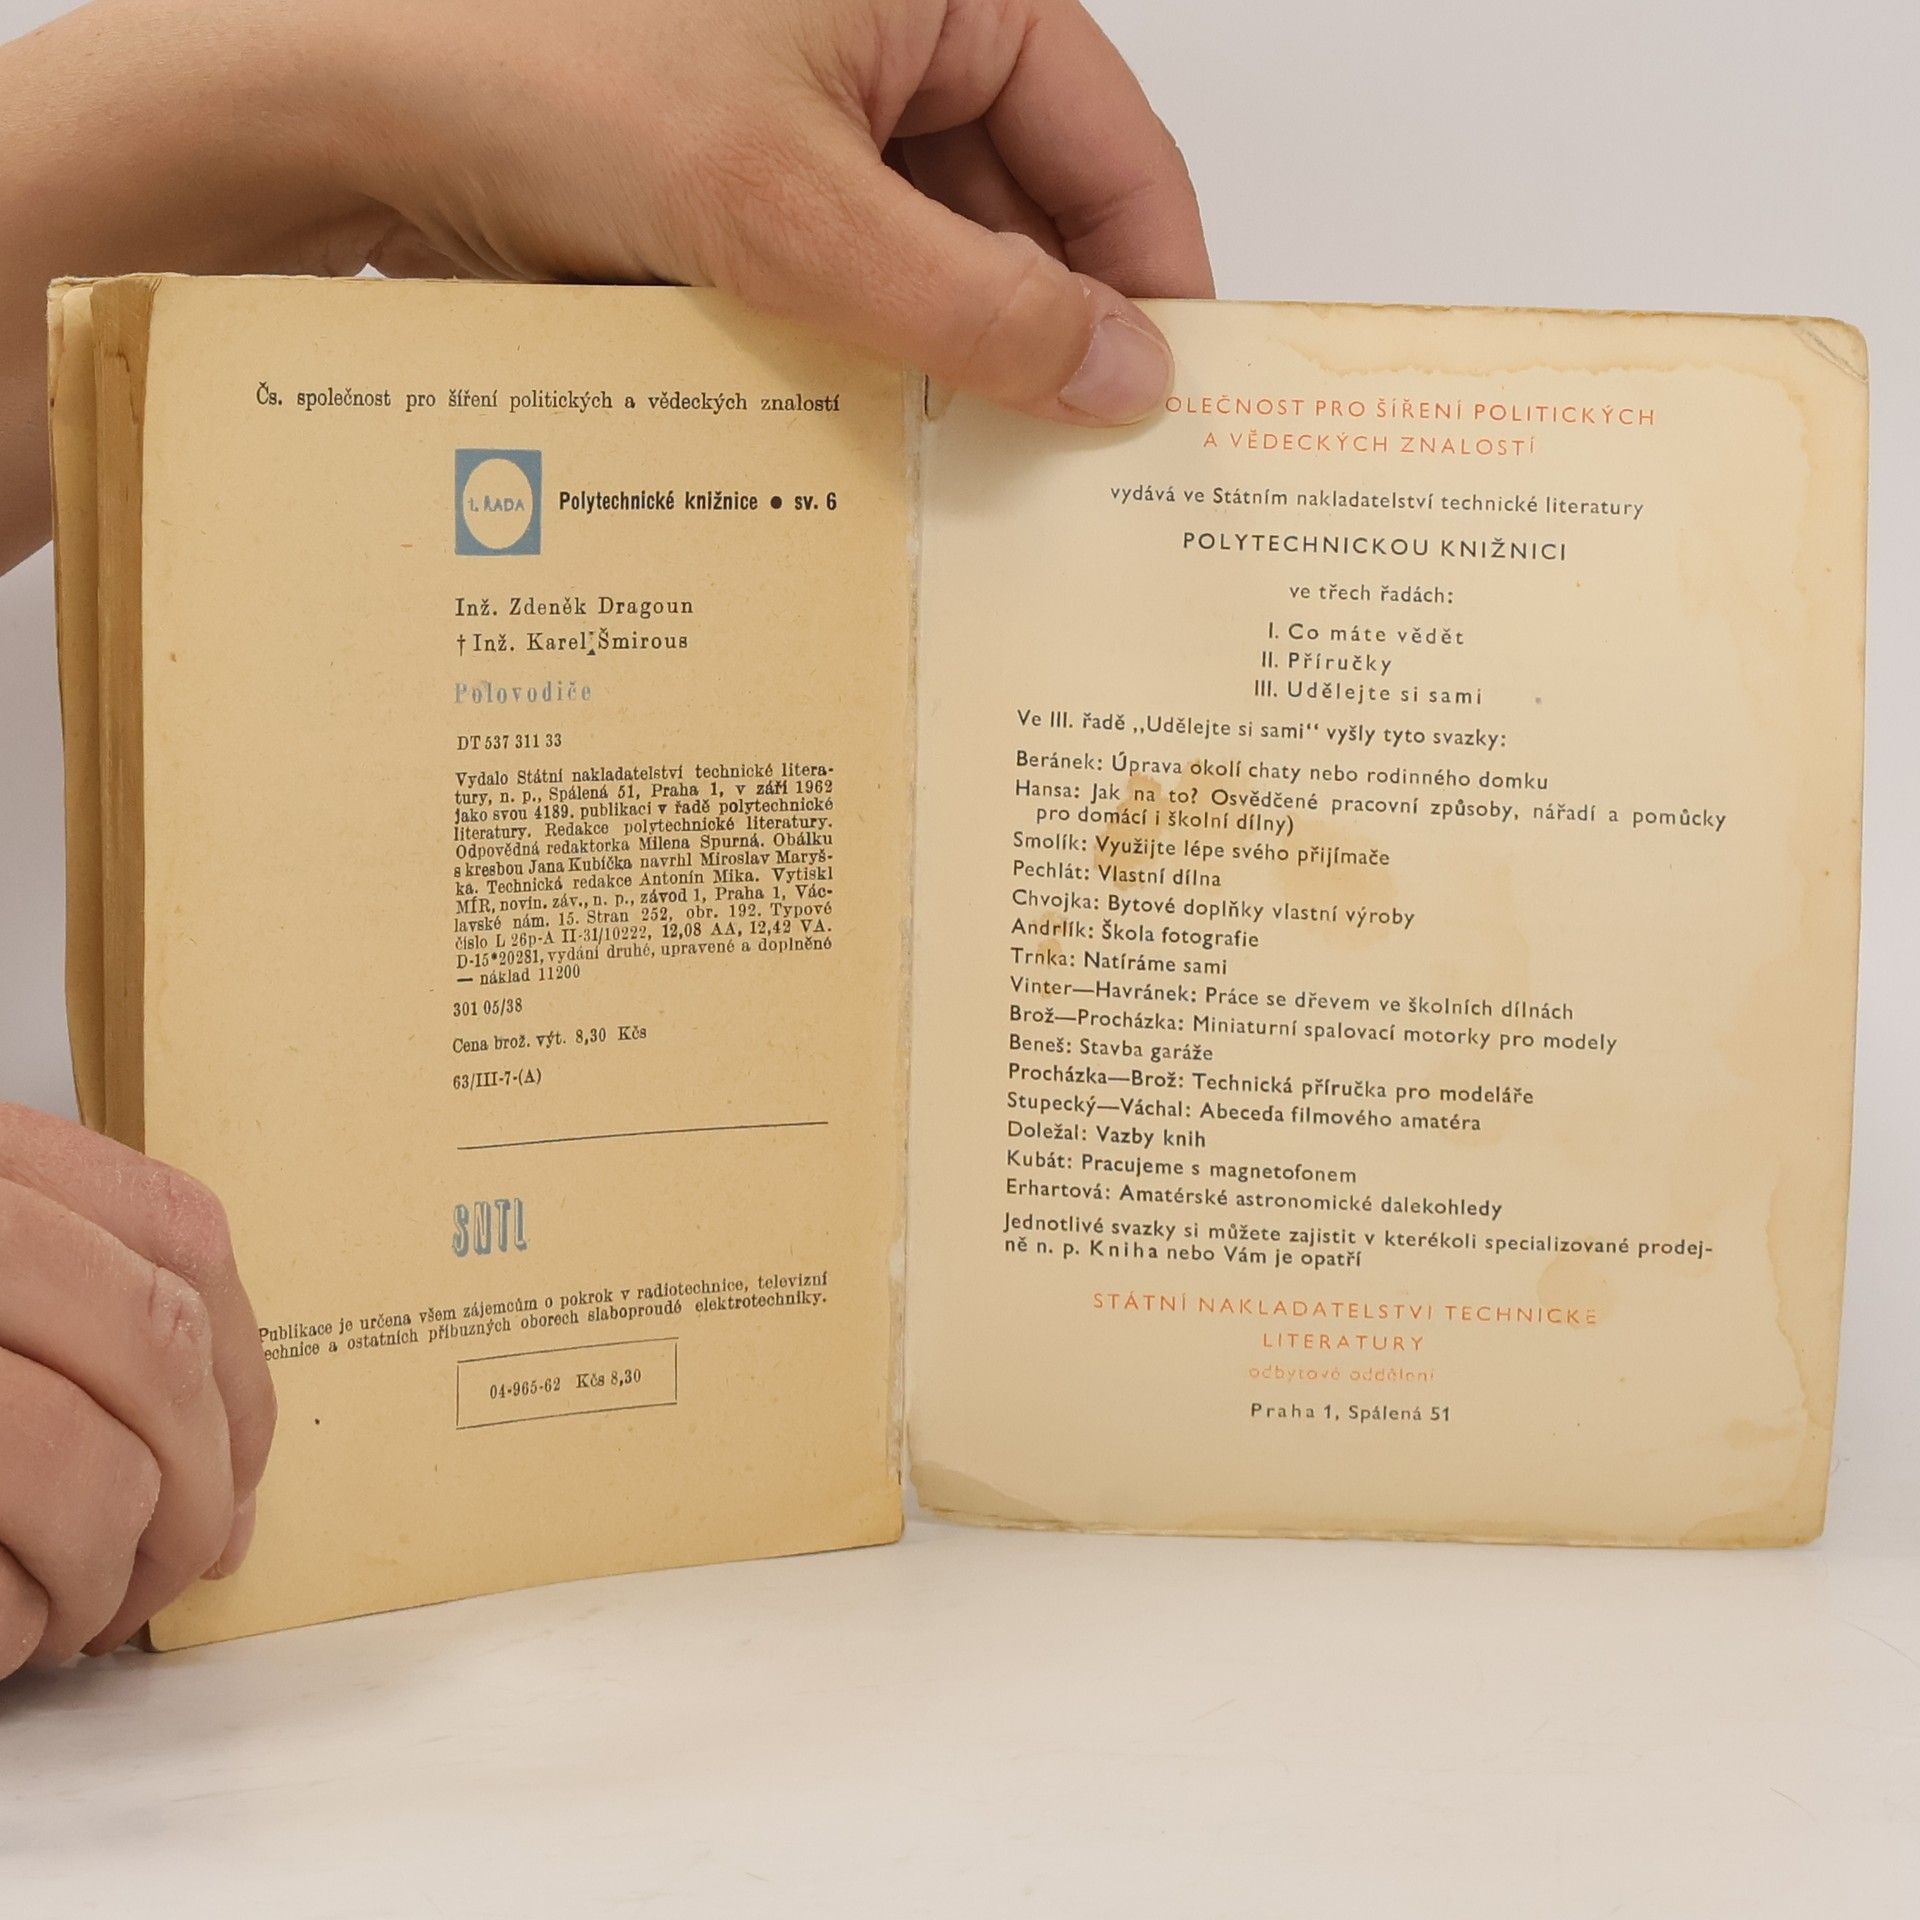 Čs. společnost pro šíření politických a vědeckých znalostí
1. ŘADA
Polytechnické knižnice ● sv. 6
Inž. Zdeněk Dragoun
† Inž. Karel Šmirous
Polovodiče
DT 537 311 33
Vydalo Státní nakladatelství technické litera-
tury, n. p., Spálená 51, Praha 1, v září 1962
jako svou 4189. publikaci v řadě polytechnické
literatury. Redakce polytechnické literatury.
Odpovědná redaktorka Milena Spurná. Obálku
s kresbou Jana Kubíčka navrhl Miroslav Maryš-
ka. Technická redakce Antonín Mika. Vytiskl
MÍR, novin. záv., n. p., závod 1, Praha 1, Vác-
lavské nám. 15. Stran 252, obr. 192. Typové
číslo L 26p-A II-31/10222, 12,08 AA, 12,42 VA.
D-15*20281, vydání druhé, upravené a doplněné
— náklad 11200
301 05/38
Cena brož. výt. 8,30 Kčs
63/III-7-(A)
SNTL
Publikace je určena všem zájemcům o pokrok v radiotechnice, televizní
echnice a ostatních příbuzných oborech slaboproudé elektrotechniky.
04-965-62 Kčs 8,30
OLEČNOST PRO ŠÍŘENÍ POLITICKÝCH
A VĚDECKÝCH ZNALOSTÍ
vydává ve Státním nakladatelství technické literatury
POLYTECHNICKOU KNIŽNICI
ve třech řadách:
I. Co máte vědět
II. Příručky
III. Udělejte si sami
Ve III. řadě „Udělejte si sami“ vyšly tyto svazky:
Beránek: Úprava okolí chaty nebo rodinného domku
Hansa: Jak na to? Osvědčené pracovní způsoby, nářadí a pomůcky
pro domácí i školní dílny)
Smolík: Využijte lépe svého přijímače
Pechlát: Vlastní dílna
Chvojka: Bytové doplňky vlastní výroby
Andrlík: Škola fotografie
Trnka: Natíráme sami
Vinter—Havránek: Práce se dřevem ve školních dílnách
Brož—Procházka: Miniaturní spalovací motorky pro modely
Beneš: Stavba garáže
Procházka—Brož: Technická příručka pro modeláře
Stupecký—Váchal: Abeceda filmového amatéra
Doležal: Vazby knih
Kubát: Pracujeme s magnetofonem
Erhartová: Amatérské astronomické dalekohledy
Jednotlivé svazky si můžete zajistit v kterékoli specializované prodej-
ně n. p. Kniha nebo Vám je opatří
STÁTNÍ NAKLADATELSTVÍ TECHNICKÉ
LITERATURY
odbytové oddělení
Praha 1, Spálená 51